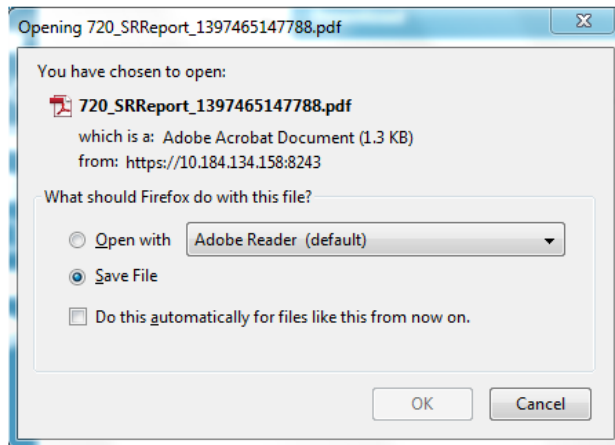 Opening 720_SRReport_1397465147788.pdf
You have chosen to open:
720_SRReport_1397465147788.pdf
which is a: Adobe Acrobat Document (1.3 KB)
from: https://10.184.134.158:8243
What should Firefox do with this file?
Open with Adobe Reader (default)
Save File
Do this automatically for files like this from now on.
OK Cancel